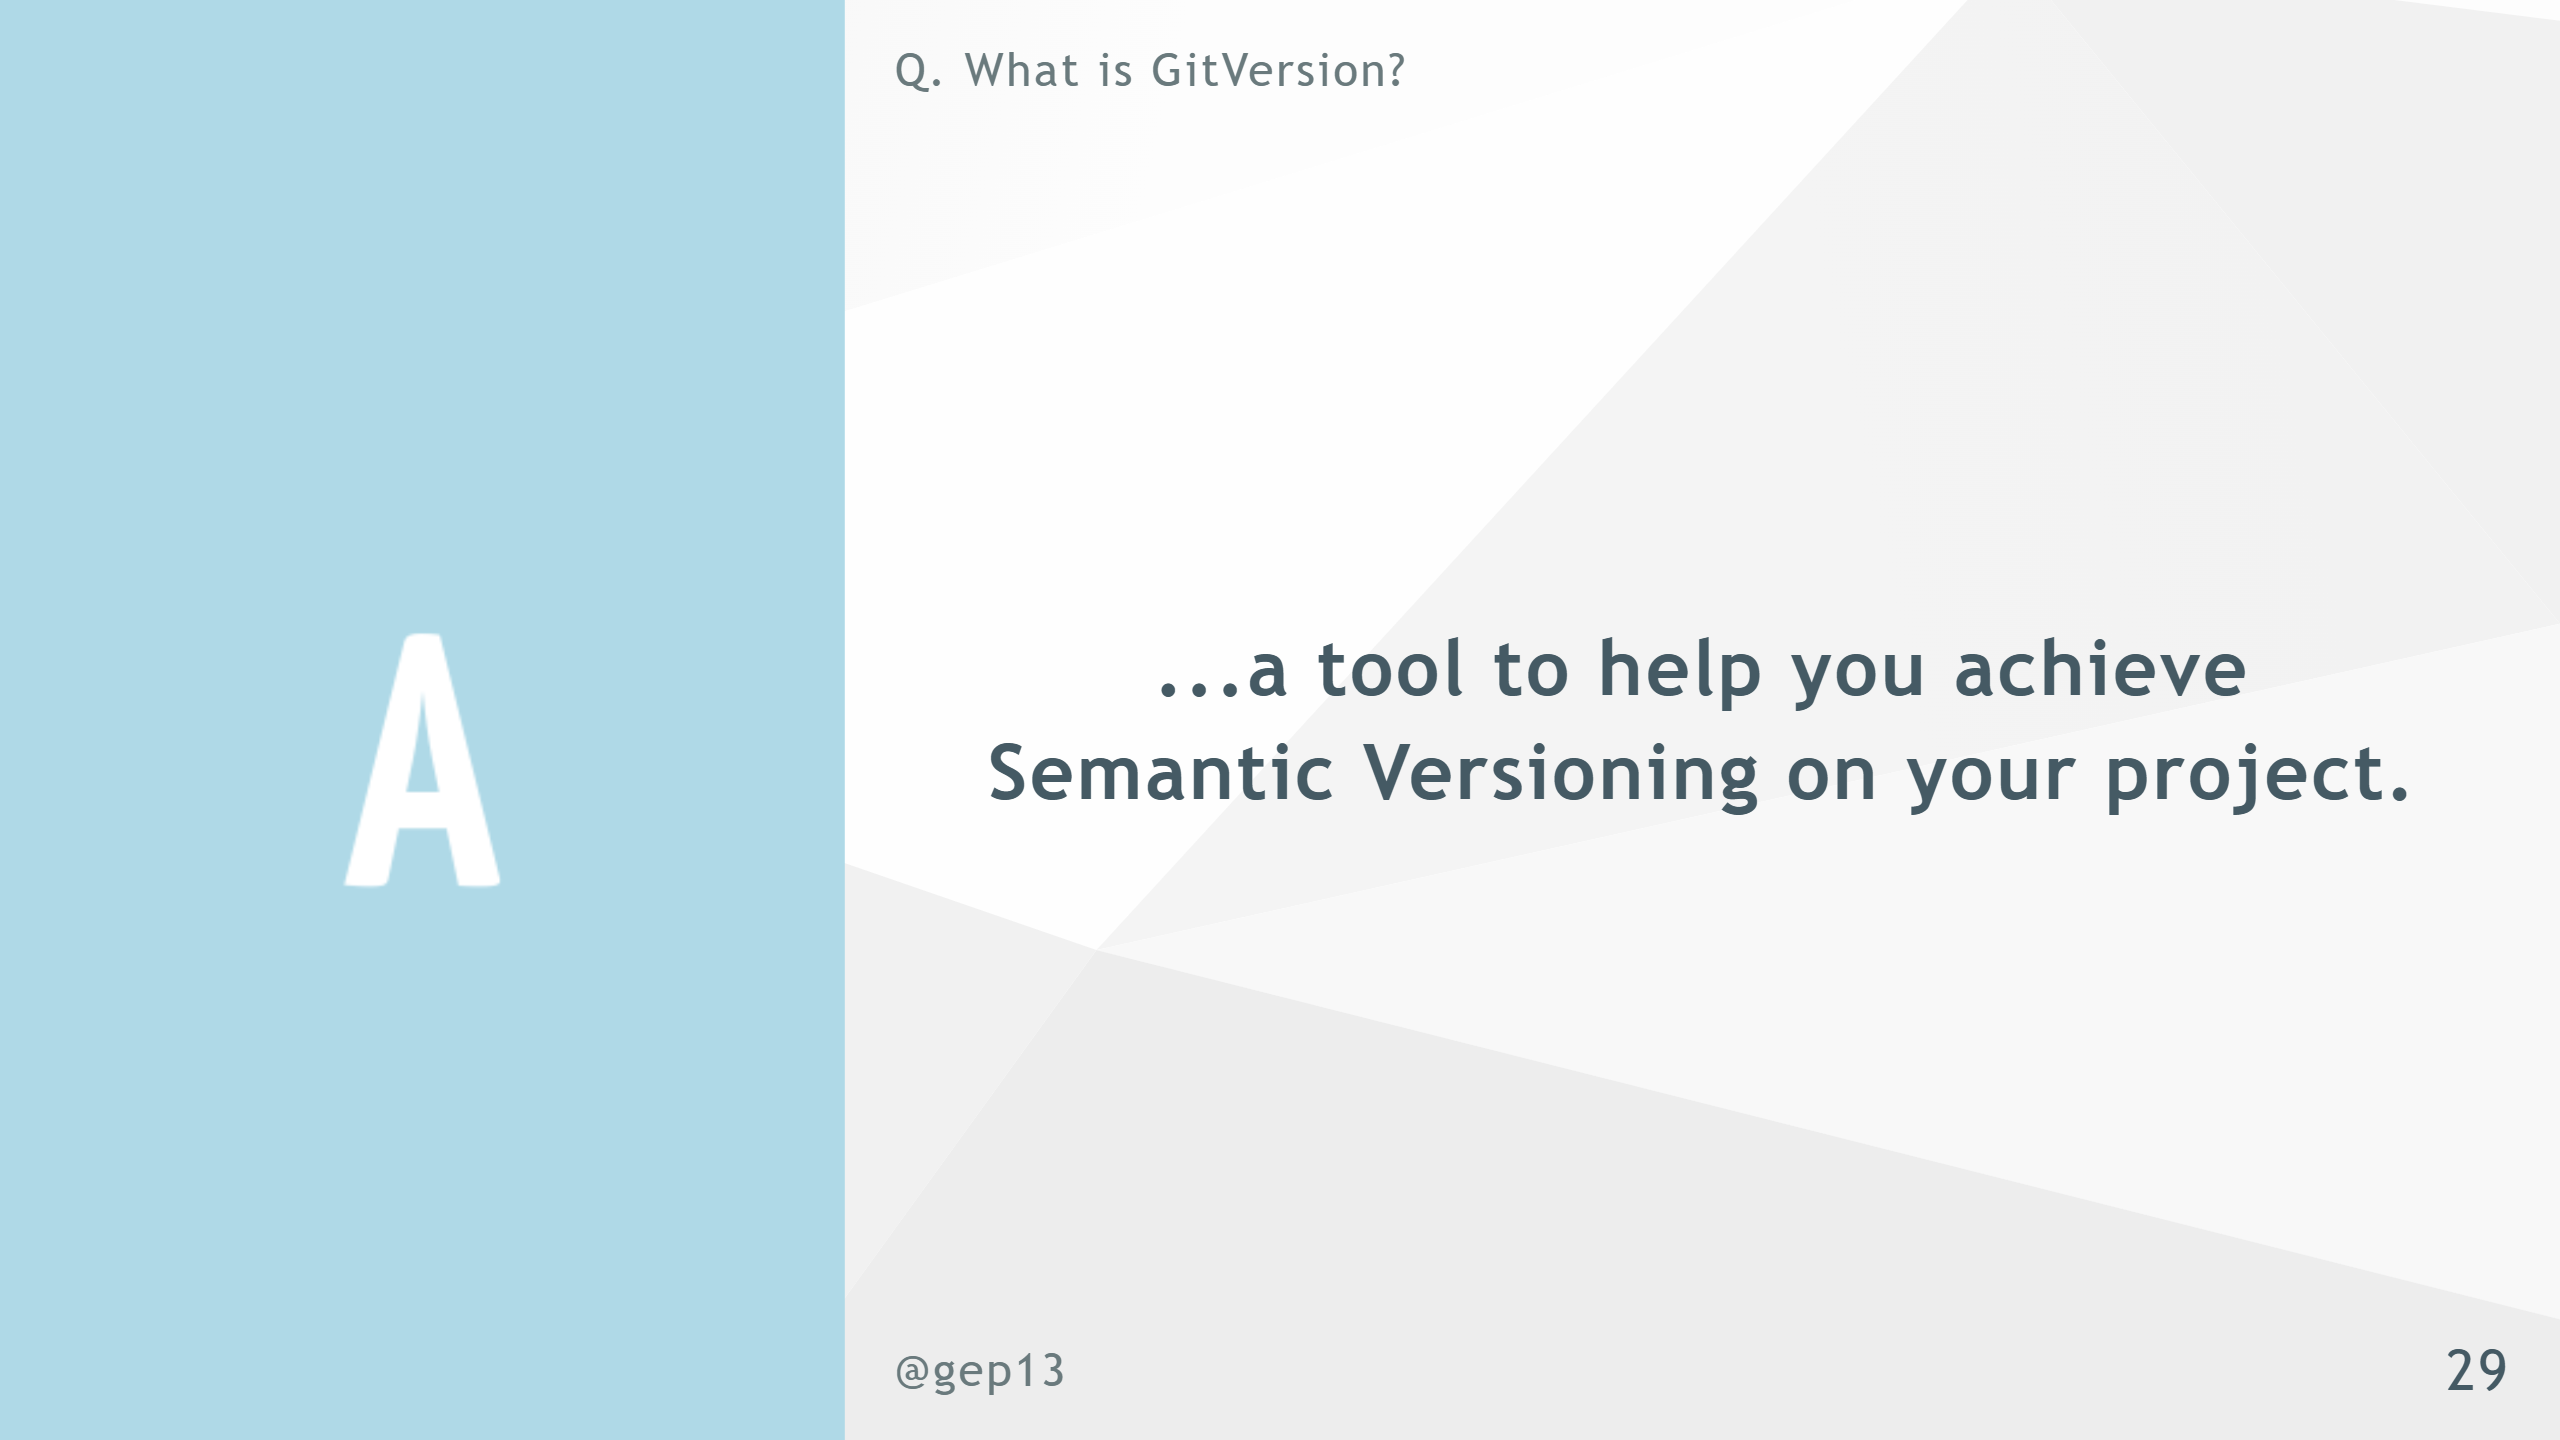 Q. What is GitVersion?
A
...a tool to help you achieve
Semantic Versioning on your project.
@gep13
29